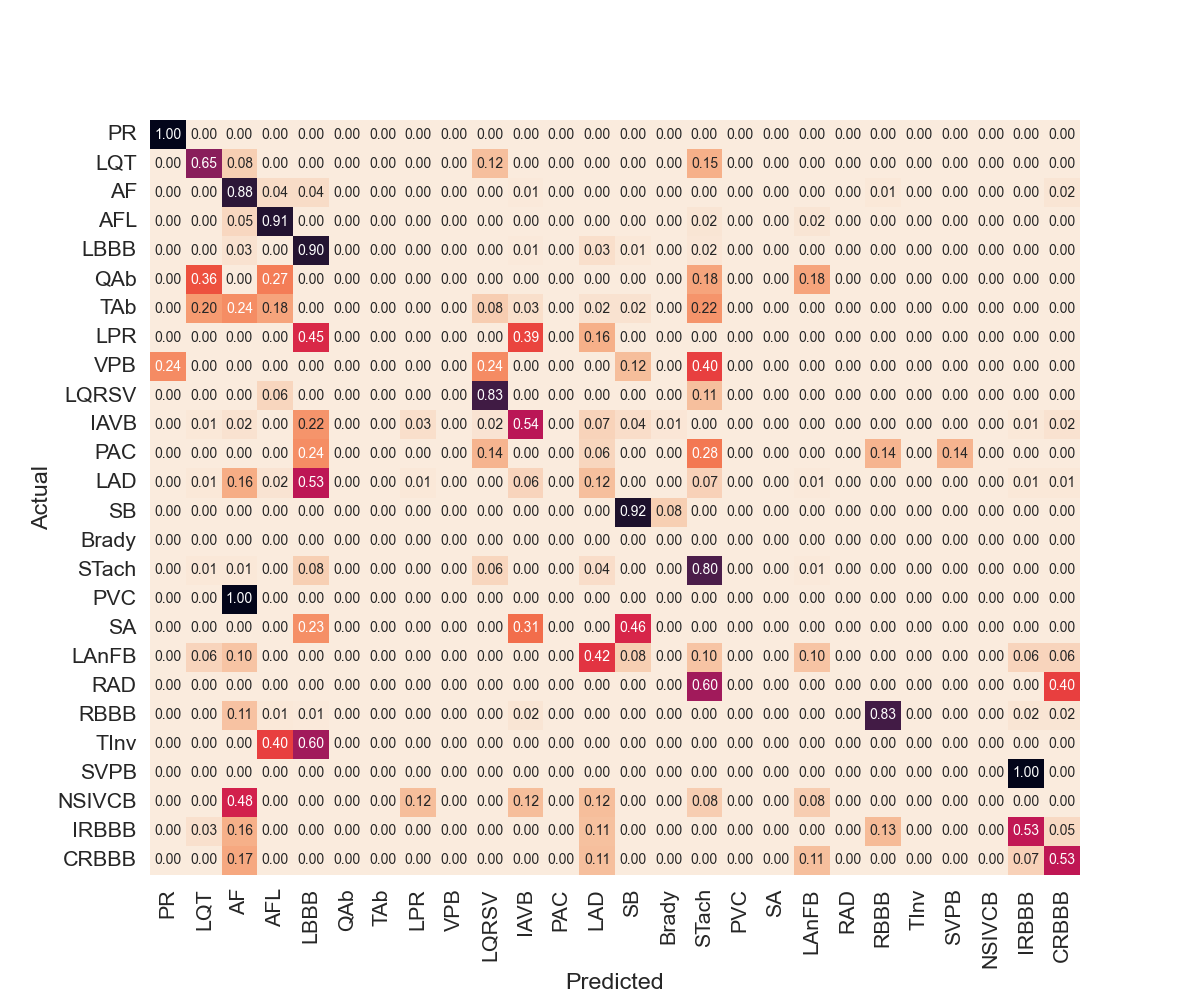 PR 1.00 0.00 0.00 0.00 0.00 0.00 0.00 0.00 0.00 0.00 0.00 0.00 0.00 0.00 0.00 0.00 0.00 0.00 0.00 0.00 0.00 0.00 0.00 0.00 0.00 0.00
LQT 0.00 0.65 0.08 0.00 0.00 0.00 0.00 0.00 0.00 0.12 0.00 0.00 0.00 0.00 0.00 0.15 0.00 0.00 0.00 0.00 0.00 0.00 0.00 0.00 0.00 0.00
AF 0.00 0.00 0.88 0.04 0.04 0.00 0.00 0.00 0.00 0.00 0.01 0.00 0.00 0.00 0.00 0.00 0.00 0.00 0.00 0.00 0.01 0.00 0.00 0.00 0.00 0.02
AFL 0.00 0.00 0.05 0.91 0.00 0.00 0.00 0.00 0.00 0.00 0.00 0.00 0.00 0.00 0.00 0.02 0.00 0.00 0.02 0.00 0.00 0.00 0.00 0.00 0.00 0.00
LBBB 0.00 0.00 0.03 0.00 0.90 0.00 0.00 0.00 0.00 0.00 0.01 0.00 0.03 0.01 0.00 0.02 0.00 0.00 0.00 0.00 0.00 0.00 0.00 0.00 0.00 0.00
QAb 0.00 0.36 0.00 0.27 0.00 0.00 0.00 0.00 0.00 0.00 0.00 0.00 0.00 0.00 0.00 0.18 0.00 0.00 0.18 0.00 0.00 0.00 0.00 0.00 0.00 0.00
TAb 0.00 0.20 0.24 0.18 0.00 0.00 0.00 0.00 0.00 0.08 0.03 0.00 0.02 0.02 0.00 0.22 0.00 0.00 0.00 0.00 0.00 0.00 0.00 0.00 0.00 0.00
LPR 0.00 0.00 0.00 0.00 0.45 0.00 0.00 0.00 0.00 0.00 0.39 0.00 0.16 0.00 0.00 0.00 0.00 0.00 0.00 0.00 0.00 0.00 0.00 0.00 0.00 0.00
VPB 0.24 0.00 0.00 0.00 0.00 0.00 0.00 0.00 0.00 0.24 0.00 0.00 0.00 0.12 0.00 0.40 0.00 0.00 0.00 0.00 0.00 0.00 0.00 0.00 0.00 0.00
LQRSV 0.00 0.00 0.00 0.06 0.00 0.00 0.00 0.00 0.00 0.83 0.00 0.00 0.00 0.00 0.00 0.11 0.00 0.00 0.00 0.00 0.00 0.00 0.00 0.00 0.00 0.00
IAVB 0.00 0.01 0.02 0.00 0.22 0.00 0.00 0.03 0.00 0.02 0.54 0.00 0.07 0.04 0.01 0.00 0.00 0.00 0.00 0.00 0.00 0.00 0.00 0.00 0.01 0.02
PAC 0.00 0.00 0.00 0.00 0.24 0.00 0.00 0.00 0.00 0.14 0.00 0.00 0.06 0.00 0.00 0.28 0.00 0.00 0.00 0.00 0.14 0.00 0.14 0.00 0.00 0.00
LAD 0.00 0.01 0.16 0.02 0.53 0.00 0.00 0.01 0.00 0.00 0.06 0.00 0.12 0.00 0.00 0.07 0.00 0.00 0.01 0.00 0.00 0.00 0.00 0.00 0.01 0.01
SB 0.00 0.00 0.00 0.00 0.00 0.00 0.00 0.00 0.00 0.00 0.00 0.00 0.00 0.92 0.08 0.00 0.00 0.00 0.00 0.00 0.00 0.00 0.00 0.00 0.00 0.00
Brady 0.00 0.00 0.00 0.00 0.00 0.00 0.00 0.00 0.00 0.00 0.00 0.00 0.00 0.00 0.00 0.00 0.00 0.00 0.00 0.00 0.00 0.00 0.00 0.00 0.00 0.00
STach 0.00 0.01 0.01 0.00 0.08 0.00 0.00 0.00 0.00 0.06 0.00 0.00 0.04 0.00 0.00 0.80 0.00 0.00 0.01 0.00 0.00 0.00 0.00 0.00 0.00 0.00
PVC 0.00 0.00 1.00 0.00 0.00 0.00 0.00 0.00 0.00 0.00 0.00 0.00 0.00 0.00 0.00 0.00 0.00 0.00 0.00 0.00 0.00 0.00 0.00 0.00 0.00 0.00
SA 0.00 0.00 0.00 0.00 0.23 0.00 0.00 0.00 0.00 0.00 0.31 0.00 0.00 0.46 0.00 0.00 0.00 0.00 0.00 0.00 0.00 0.00 0.00 0.00 0.00 0.00
LAnFB 0.00 0.06 0.10 0.00 0.00 0.00 0.00 0.00 0.00 0.00 0.00 0.00 0.42 0.08 0.00 0.10 0.00 0.00 0.10 0.00 0.00 0.00 0.00 0.00 0.06 0.06
RAD 0.00 0.00 0.00 0.00 0.00 0.00 0.00 0.00 0.00 0.00 0.00 0.00 0.00 0.00 0.00 0.60 0.00 0.00 0.00 0.00 0.00 0.00 0.00 0.00 0.00 0.40
RBBB 0.00 0.00 0.11 0.01 0.01 0.00 0.00 0.00 0.00 0.00 0.02 0.00 0.00 0.00 0.00 0.00 0.00 0.00 0.00 0.00 0.83 0.00 0.00 0.00 0.02 0.02
TInv 0.00 0.00 0.00 0.40 0.60 0.00 0.00 0.00 0.00 0.00 0.00 0.00 0.00 0.00 0.00 0.00 0.00 0.00 0.00 0.00 0.00 0.00 0.00 0.00 0.00 0.00
SVPB 0.00 0.00 0.00 0.00 0.00 0.00 0.00 0.00 0.00 0.00 0.00 0.00 0.00 0.00 0.00 0.00 0.00 0.00 0.00 0.00 0.00 0.00 0.00 0.00 1.00 0.00
NSIVCB 0.00 0.00 0.48 0.00 0.00 0.00 0.00 0.12 0.00 0.00 0.12 0.00 0.12 0.00 0.00 0.08 0.00 0.00 0.08 0.00 0.00 0.00 0.00 0.00 0.00 0.00
IRBBB 0.00 0.03 0.16 0.00 0.00 0.00 0.00 0.00 0.00 0.00 0.00 0.00 0.11 0.00 0.00 0.00 0.00 0.00 0.00 0.00 0.13 0.00 0.00 0.00 0.53 0.05
CRBBB 0.00 0.00 0.17 0.00 0.00 0.00 0.00 0.00 0.00 0.00 0.00 0.00 0.11 0.00 0.00 0.00 0.00 0.00 0.11 0.00 0.00 0.00 0.00 0.00 0.07 0.53
Actual
PR LQT AF AFL LBBB QAb TAb LPR VPB LQRSV IAVB PAC LAD SB Brady STach PVC SA LAnFB RAD RBBB TInv SVPB NSIVCB IRBBB CRBBB
Predicted